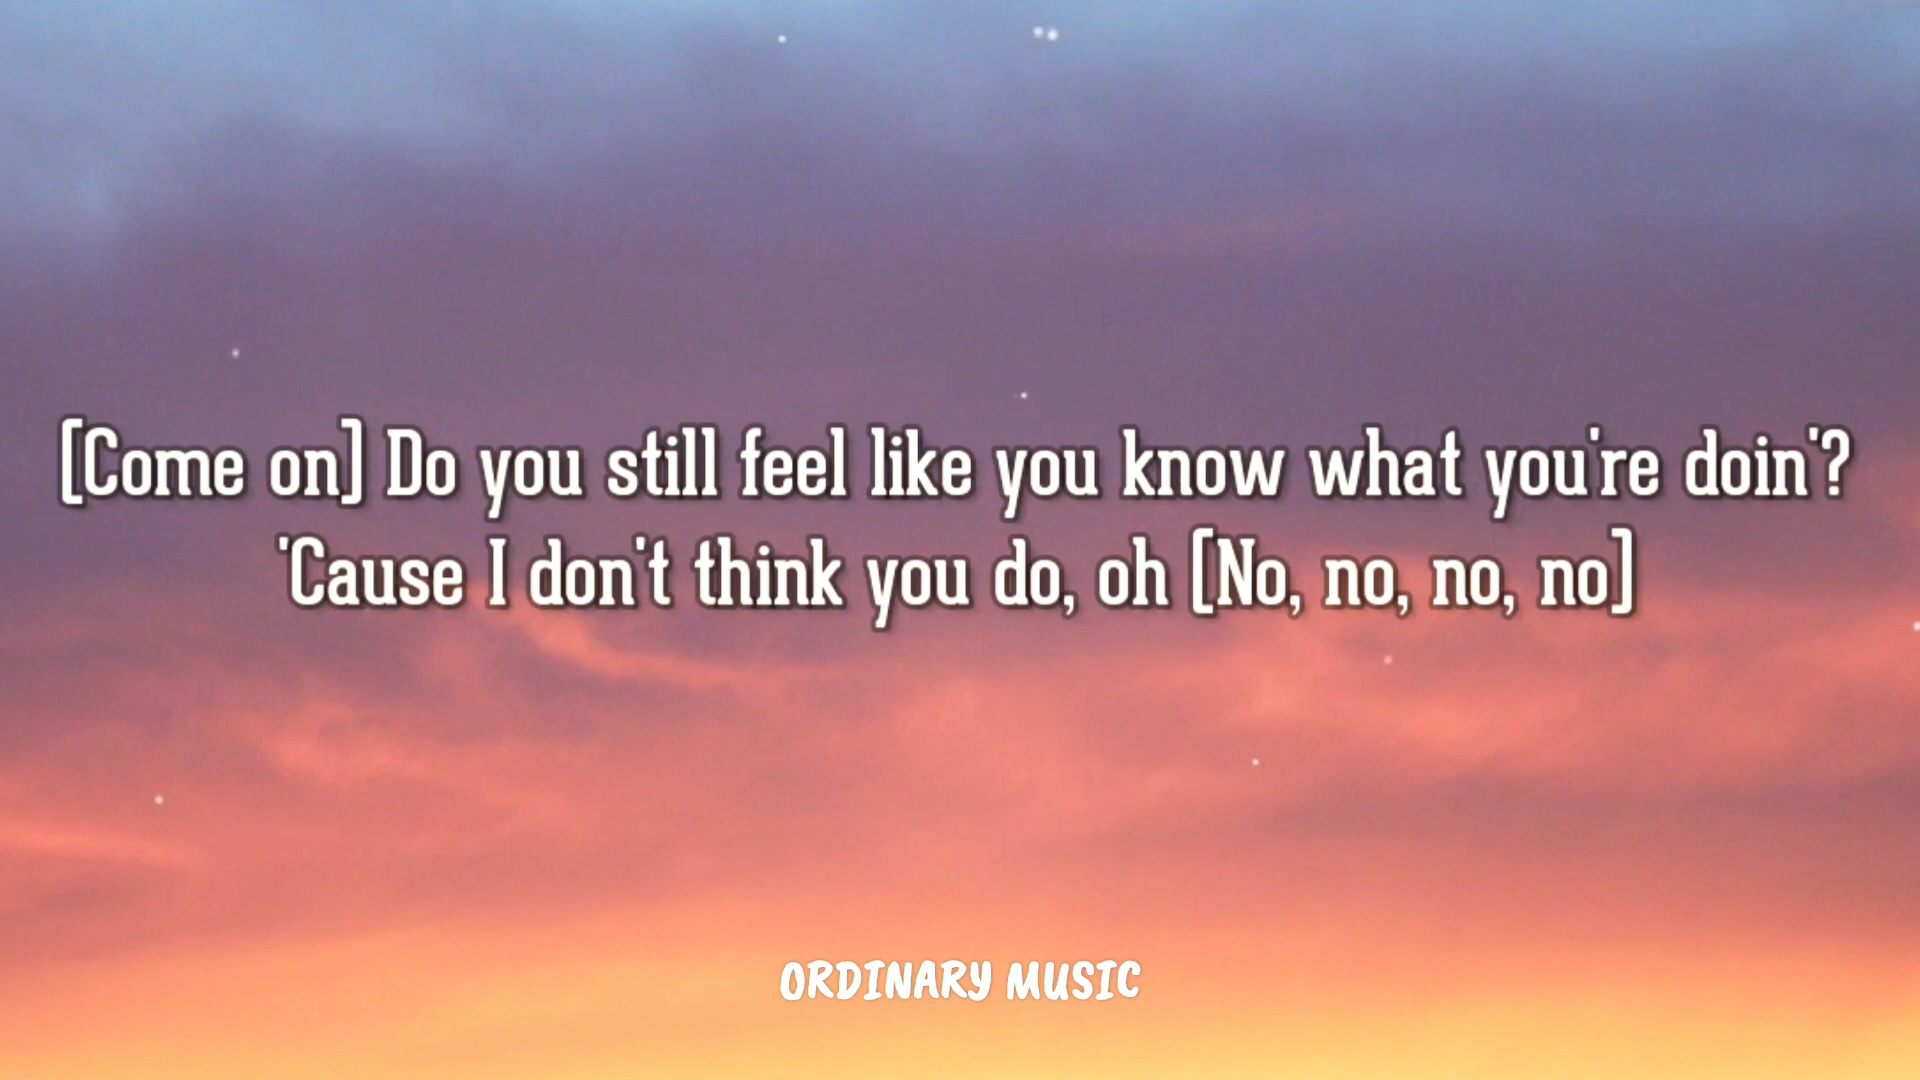 [Come on] Do you still feel like you know what you're doin'?
'Cause I don't think you do, oh [No, no, no, no]
ORDINARY MUSIC